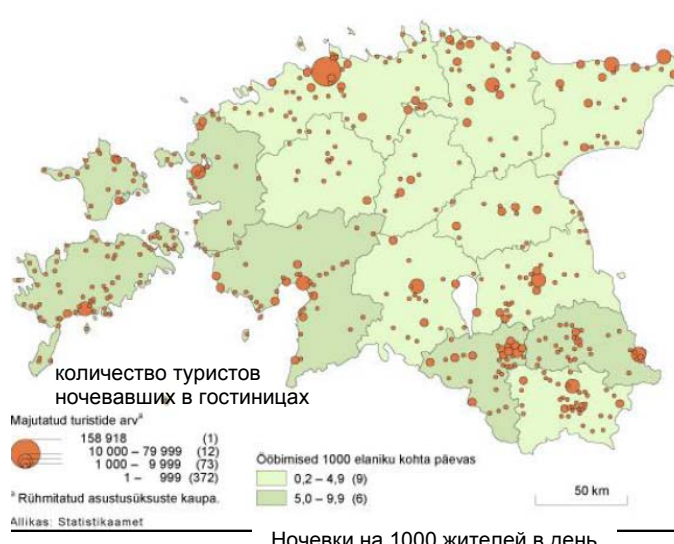 количество туристов
ночевавших в гостиницах
Majutatud turistide arvᵃ
158 918 (1)
10 000 – 79 999 (12)
1 000 – 9 999 (73)
1 – 999 (372)
ᵃ Rühmitatud asustusüksuste kaupa.
Allikas: Statistikaamet
Ööbimised 1000 elaniku kohta päevas
0,2 – 4,9 (9)
5,0 – 9,9 (6)
50 km
Ночевки на 1000 жителей в день